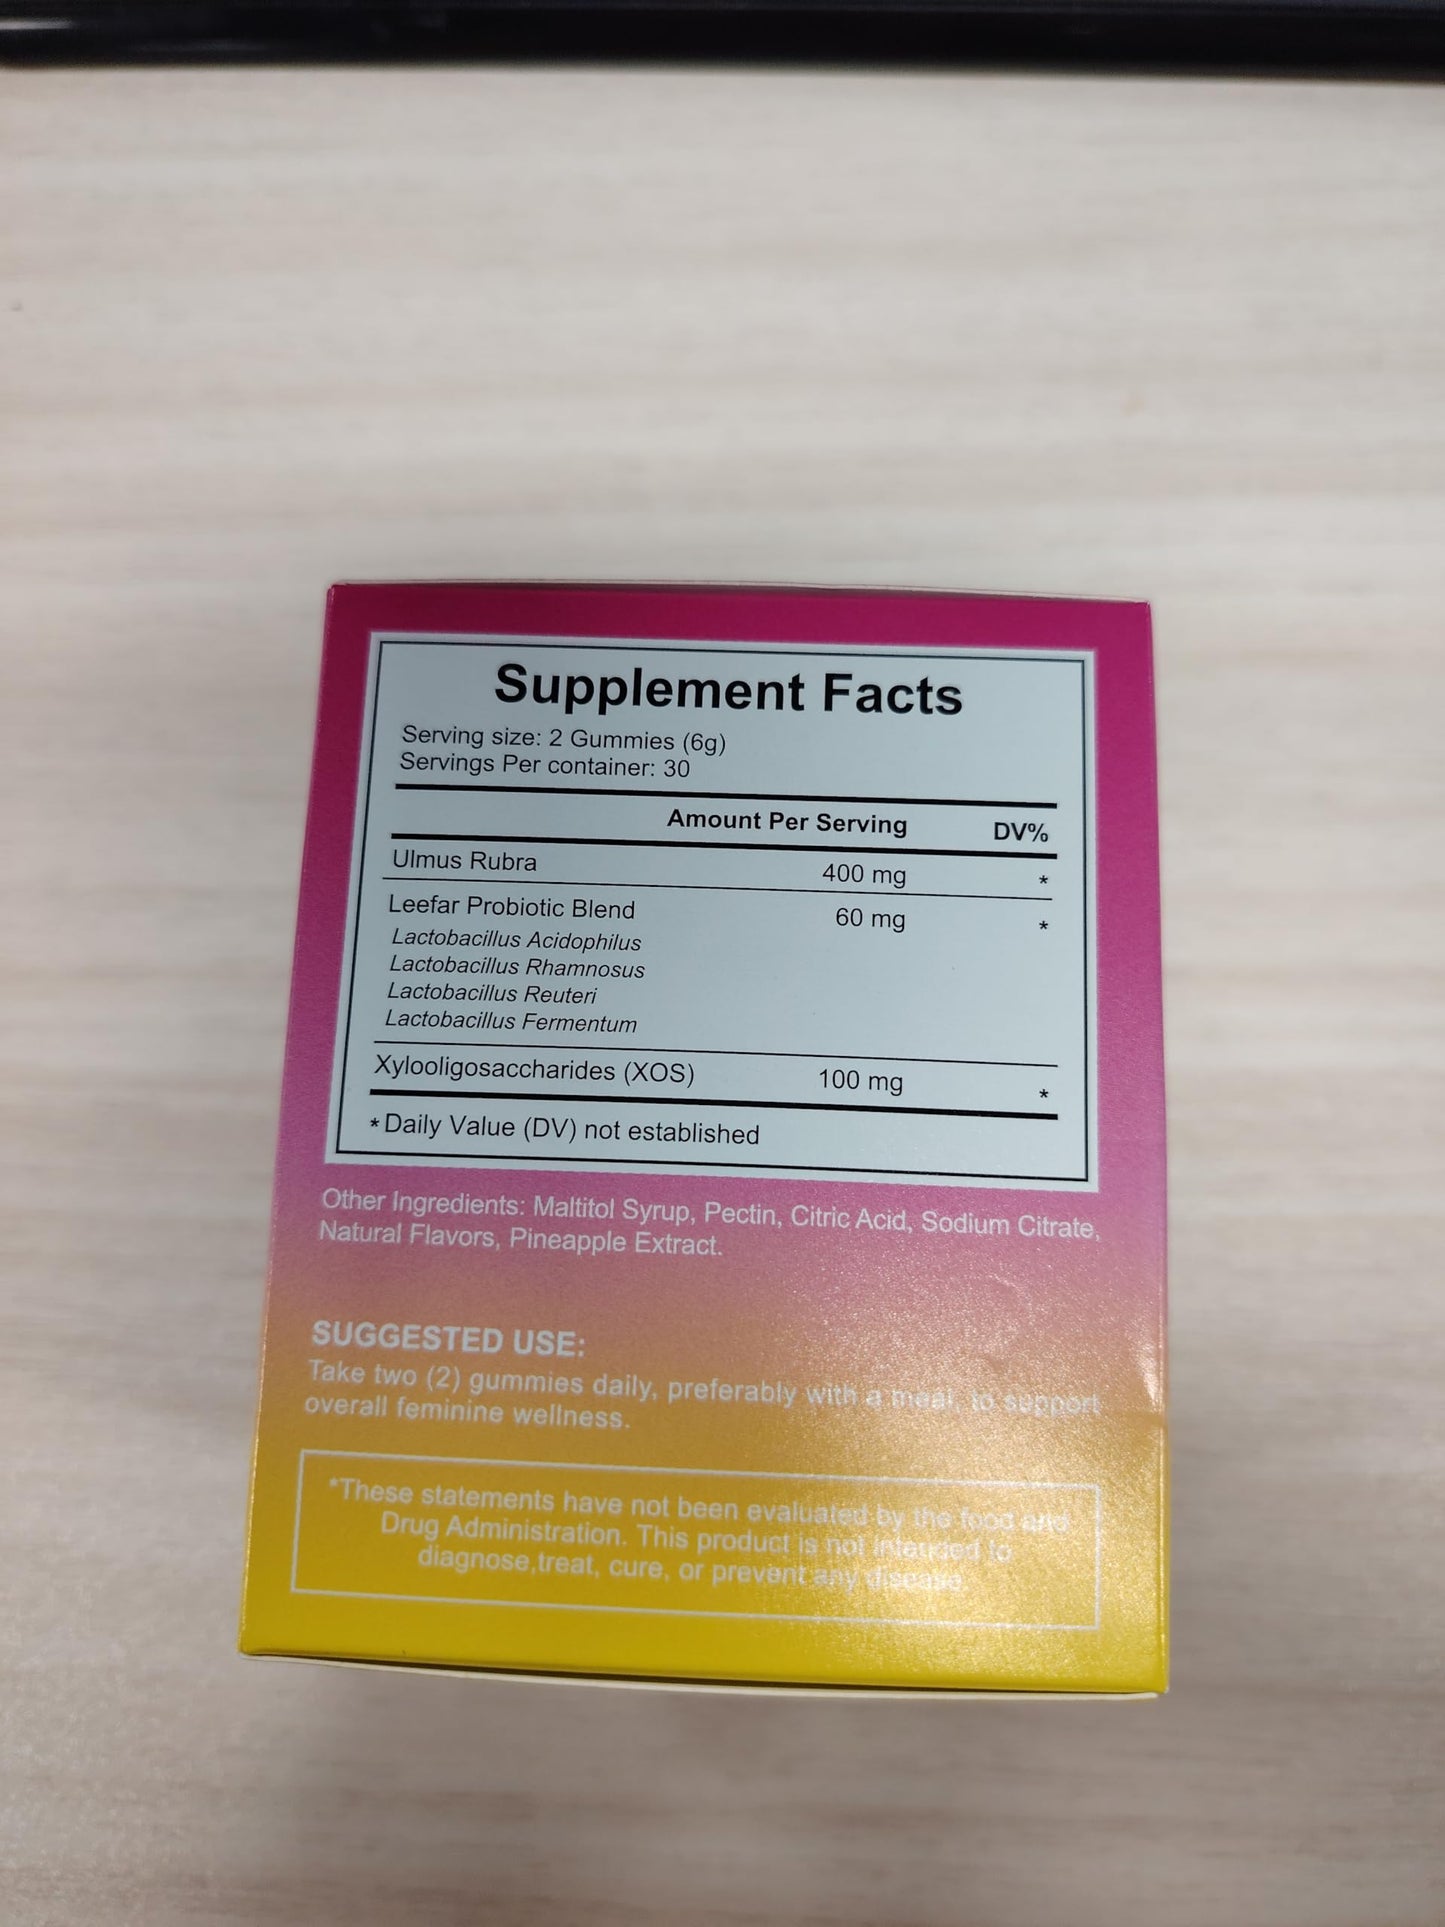 Supplement Facts
Serving size: 2 Gummies (6g)
Servings Per container: 30
Amount Per Serving DV%
Ulmus Rubra 400 mg *
Leefar Probiotic Blend 60 mg *
Lactobacillus Acidophilus
Lactobacillus Rhamnosus
Lactobacillus Reuteri
Lactobacillus Fermentum
Xylooligosaccharides (XOS) 100 mg *
*Daily Value (DV) not established
Other Ingredients: Maltitol Syrup, Pectin, Citric Acid, Sodium Citrate,
Natural Flavors, Pineapple Extract.
SUGGESTED USE:
Take two (2) gummies daily, preferably with a meal, to support
overall feminine wellness.
*These statements have not been evaluated by the food and
Drug Administration. This product is not intended to
diagnose,treat, cure, or prevent any disease.